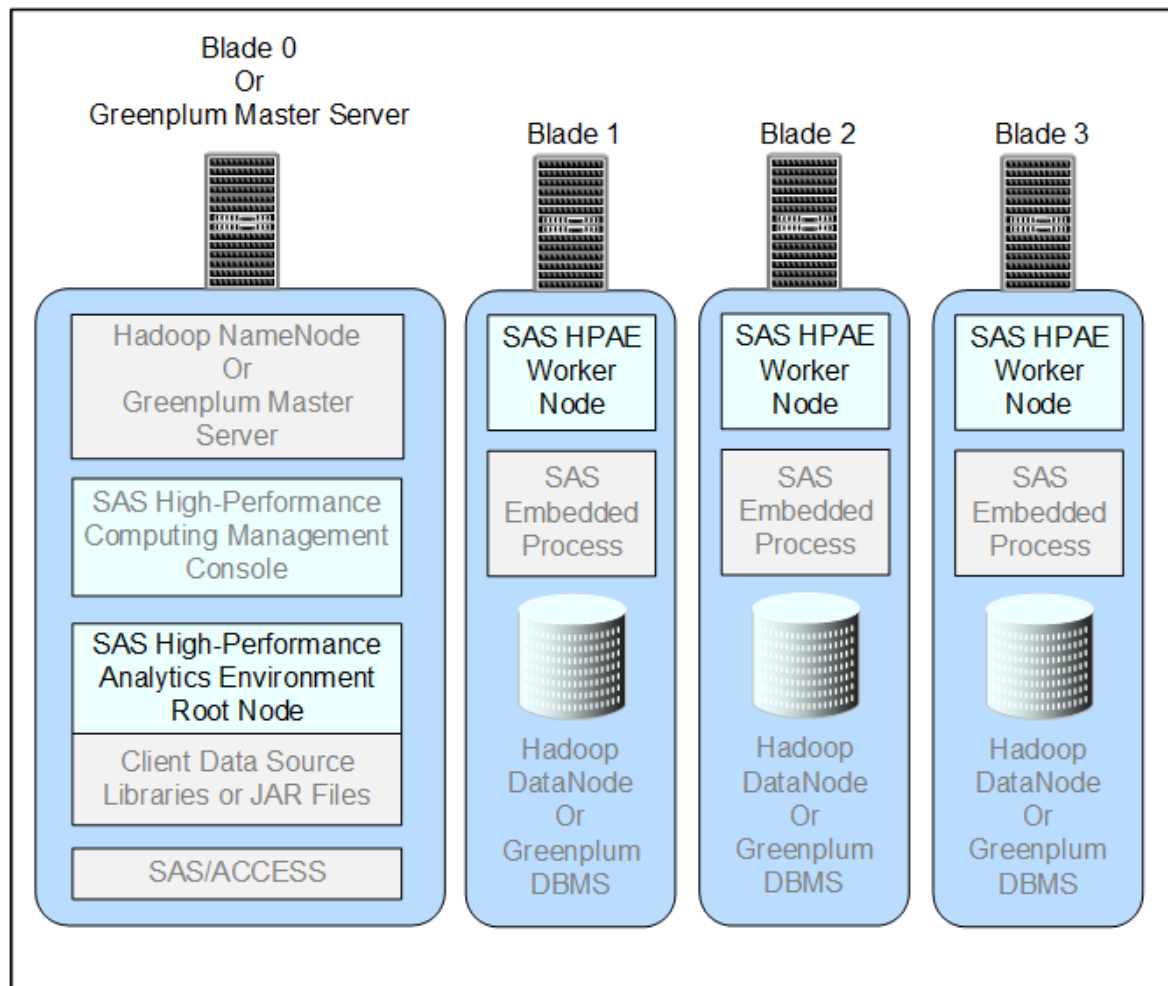 Blade 0
Or
Greenplum Master Server
Blade 1
Blade 2
Blade 3
Hadoop NameNode
Or
Greenplum Master
Server
SAS High-Performance
Computing Management
Console
SAS High-Performance
Analytics Environment
Root Node
Client Data Source
Libraries or JAR Files
SAS/ACCESS
SAS HPAE
Worker
Node
SAS
Embedded
Process
Hadoop
DataNode
Or
Greenplum
DBMS
SAS HPAE
Worker
Node
SAS
Embedded
Process
Hadoop
DataNode
Or
Greenplum
DBMS
SAS HPAE
Worker
Node
SAS
Embedded
Process
Hadoop
DataNode
Or
Greenplum
DBMS